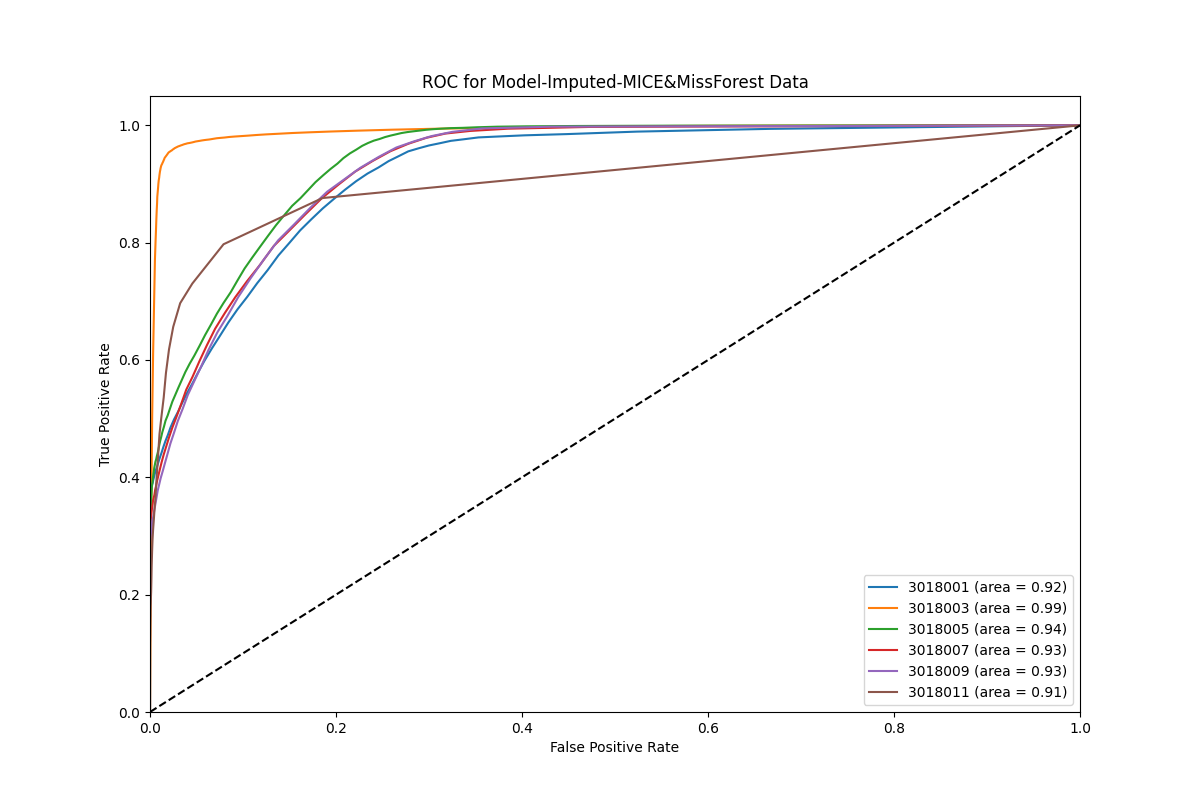 ROC for Model-Imputed-MICE&MissForest Data
True Positive Rate
1.0
0.8
0.6
0.4
0.2
0.0
0.0 0.2 0.4 0.6 0.8 1.0
False Positive Rate
3018001 (area = 0.92)
3018003 (area = 0.99)
3018005 (area = 0.94)
3018007 (area = 0.93)
3018009 (area = 0.93)
3018011 (area = 0.91)